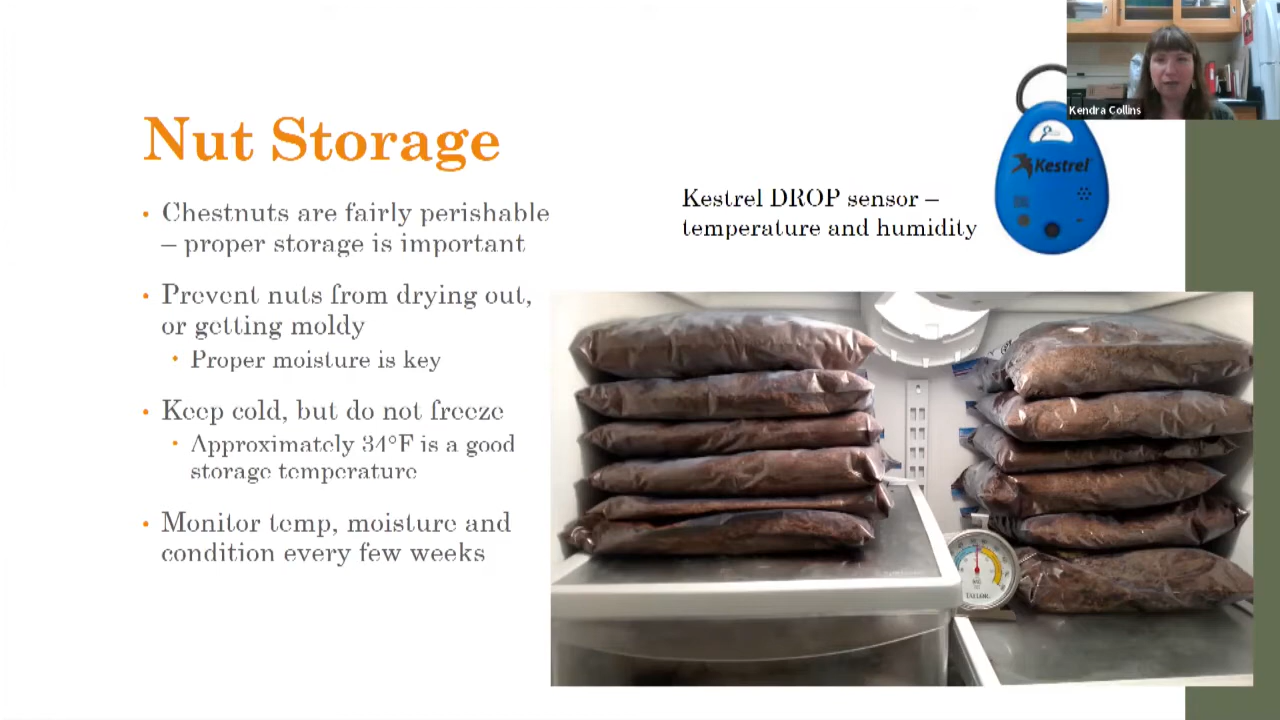 Kendra Collins
Nut Storage
• Chestnuts are fairly perishable
– proper storage is important
• Prevent nuts from drying out,
or getting moldy
• Proper moisture is key
• Keep cold, but do not freeze
• Approximately 34°F is a good
storage temperature
• Monitor temp, moisture and
condition every few weeks
Kestrel DROP sensor –
temperature and humidity
Kestrel
TAYLOR